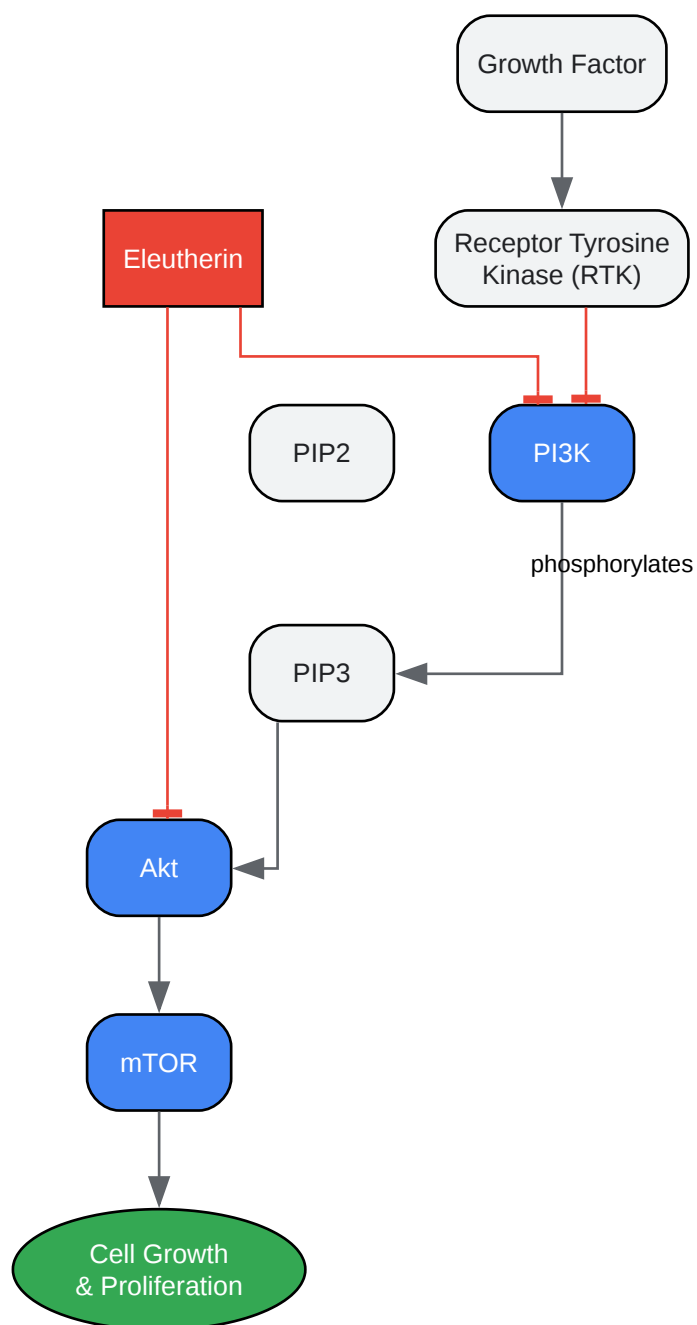 Growth Factor
Eleutherin
Receptor Tyrosine
Kinase (RTK)
PIP2
PI3K
phosphorylates
PIP3
Akt
mTOR
Cell Growth
& Proliferation